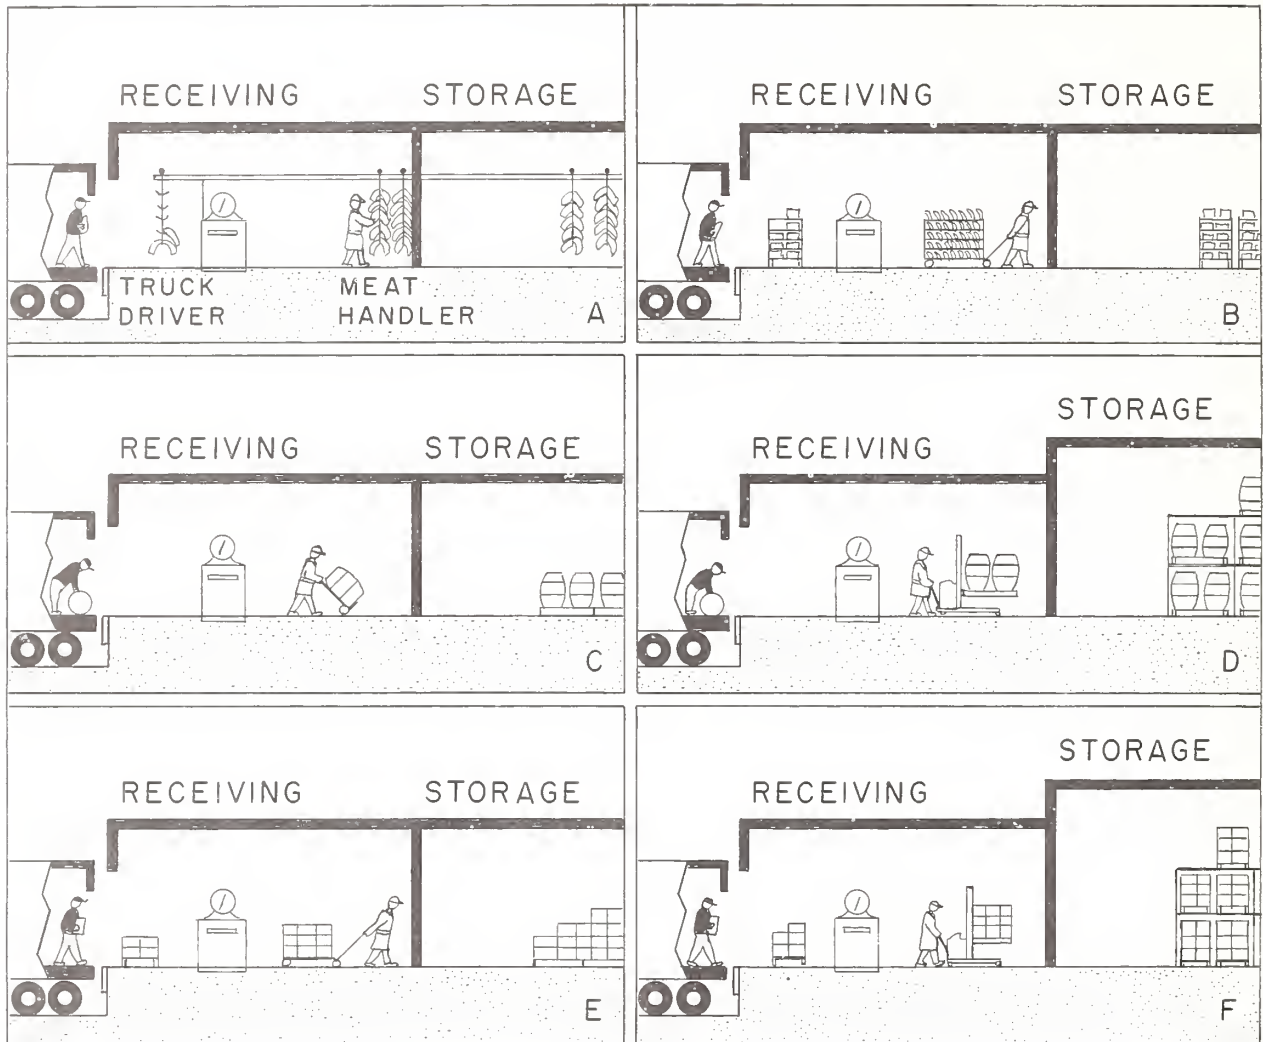 RECEIVING STORAGE
TRUCK DRIVER
MEAT HANDLER
A
RECEIVING STORAGE
B
RECEIVING STORAGE
C
STORAGE
RECEIVING
D
RECEIVING STORAGE
E
STORAGE
RECEIVING
F